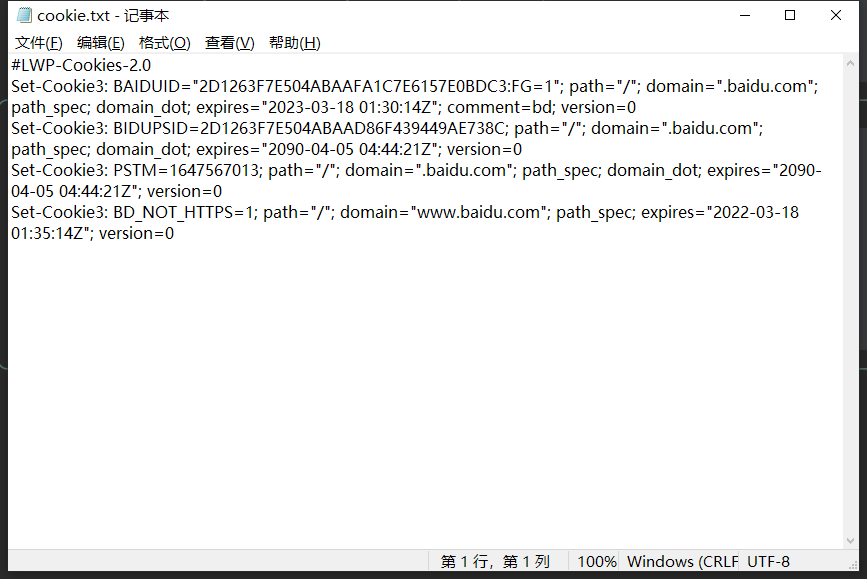 cookie.txt - 记事本
文件(F) 编辑(E) 格式(O) 查看(V) 帮助(H)
#LWP-Cookies-2.0
Set-Cookie3: BAIDUID="2D1263F7E504ABAAFA1C7E6157E0BDC3:FG=1"; path="/"; domain=".baidu.com";
path_spec; domain_dot; expires="2023-03-18 01:30:14Z"; comment=bd; version=0
Set-Cookie3: BIDUPSID=2D1263F7E504ABAAD86F439449AE738C; path="/"; domain=".baidu.com";
path_spec; domain_dot; expires="2090-04-05 04:44:21Z"; version=0
Set-Cookie3: PSTM=1647567013; path="/"; domain=".baidu.com"; path_spec; domain_dot; expires="2090-
04-05 04:44:21Z"; version=0
Set-Cookie3: BD_NOT_HTTPS=1; path="/"; domain="www.baidu.com"; path_spec; expires="2022-03-18
01:35:14Z"; version=0
第 1 行，第 1 列 100% Windows (CRLF UTF-8